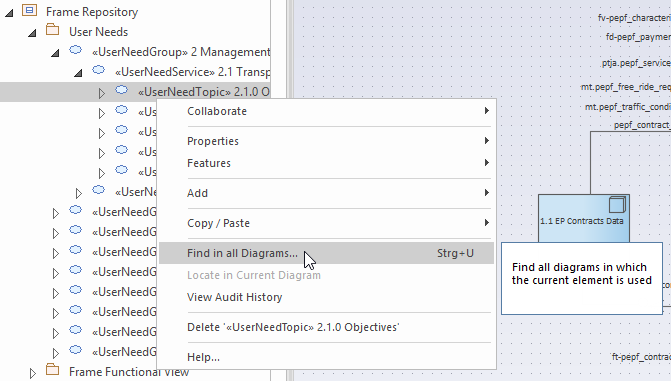 Frame Repository
User Needs
«UserNeedGroup» 2 Management
«UserNeedService» 2.1 Transp
«UserNeedTopic» 2.1.0 O
«Us
«Us
«Us
«Us
«UserNe
«UserNeedG
«UserNeedG
«UserNeedG
«UserNeedG
«UserNeedG
«UserNeedG
«UserNeedG
«UserNeedG
Frame Functional View
Collaborate
Properties
Features
Add
Copy / Paste
Find in all Diagrams... Strg+U
Locate in Current Diagram
View Audit History
Delete '«UserNeedTopic» 2.1.0 Objectives'
Help...
fv-pepf_characteri
fd-pepf_payme
ptja.pepf_service
mt.pepf_free_ride_req
mt.pepf_traffic_condi
pepf_contract_
1.1 EP Contracts Data
Find all diagrams in which
the current element is used
ft-pepf_contrac